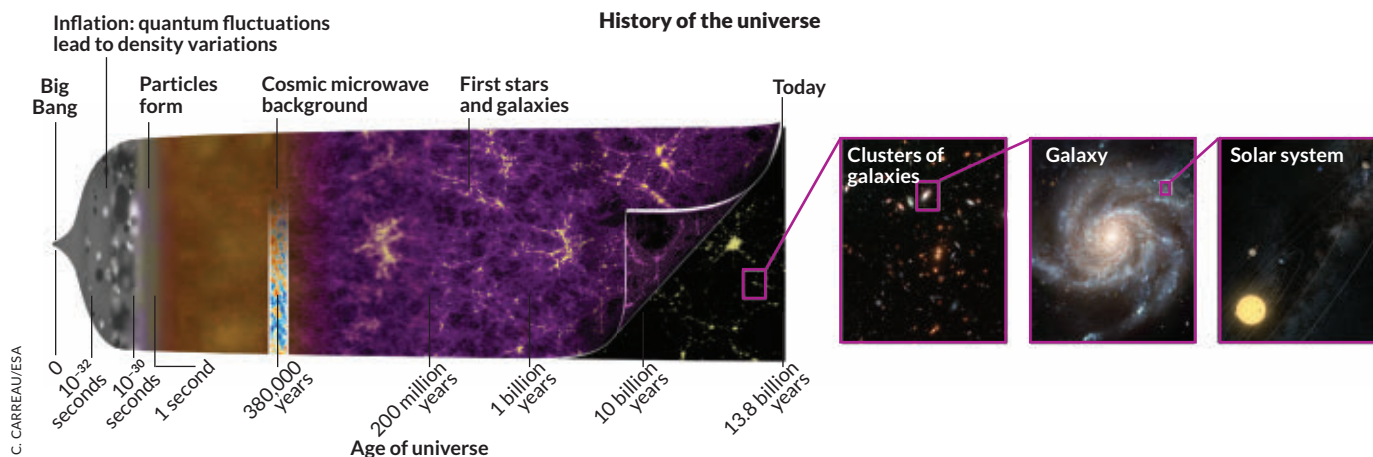 History of the universe
Inflation: quantum fluctuations
lead to density variations
Big
Bang
Particles
form
Cosmic microwave
background
First stars
and galaxies
Today
Clusters of
galaxies
Galaxy
Solar system
0
10-32
seconds
10-30
seconds
1 second
380,000
years
200 million
years
1 billion
years
10 billion
years
13.8 billion
years
Age of universe
C. CARREAU/ESA